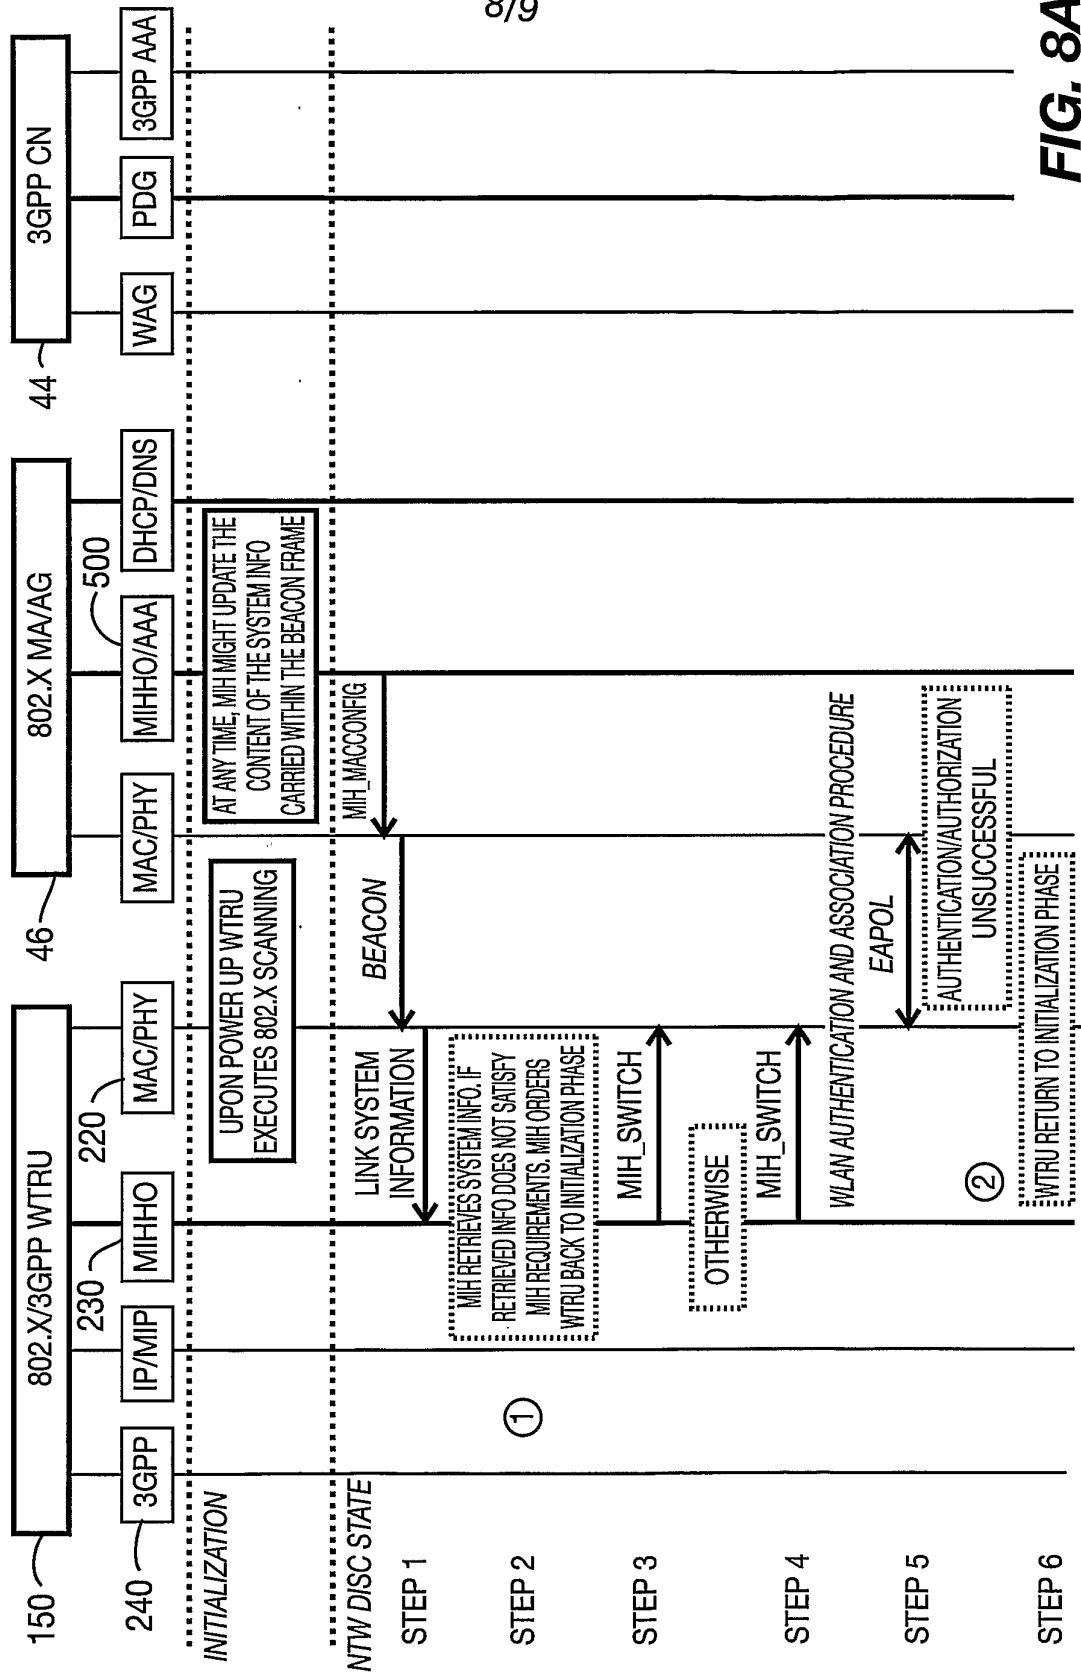 8/9
150
802.X/3GPP WTRU
46
802.X MA/AG
44
3GPP CN
240
3GPP
IP/MIP
230
MIHHO
220
MAC/PHY
MAC/PHY
MIHHO/AAA
500
DHCP/DNS
WAG
PDG
3GPP AAA
INITIALIZATION
UPON POWER UP WTRU
EXECUTES 802.X SCANNING
AT ANY TIME, MIH MIGHT UPDATE THE
CONTENT OF THE SYSTEM INFO
CARRIED WITHIN THE BEACON FRAME
NTW DISC STATE
STEP 1
MIH_MACCONFIG
BEACON
LINK SYSTEM
INFORMATION
STEP 2
1
MIH RETRIEVES SYSTEM INFO. IF
RETRIEVED INFO DOES NOT SATISFY
MIH REQUIREMENTS. MIH ORDERS
WTRU BACK TO INITIALIZATION PHASE
STEP 3
MIH_SWITCH
OTHERWISE
STEP 4
MIH_SWITCH
WLAN AUTHENTICATION AND ASSOCIATION PROCEDURE
STEP 5
EAPOL
AUTHENTICATION/AUTHORIZATION
UNSUCCESSFUL
2
STEP 6
WTRU RETURN TO INITIALIZATION PHASE
FIG. 8A